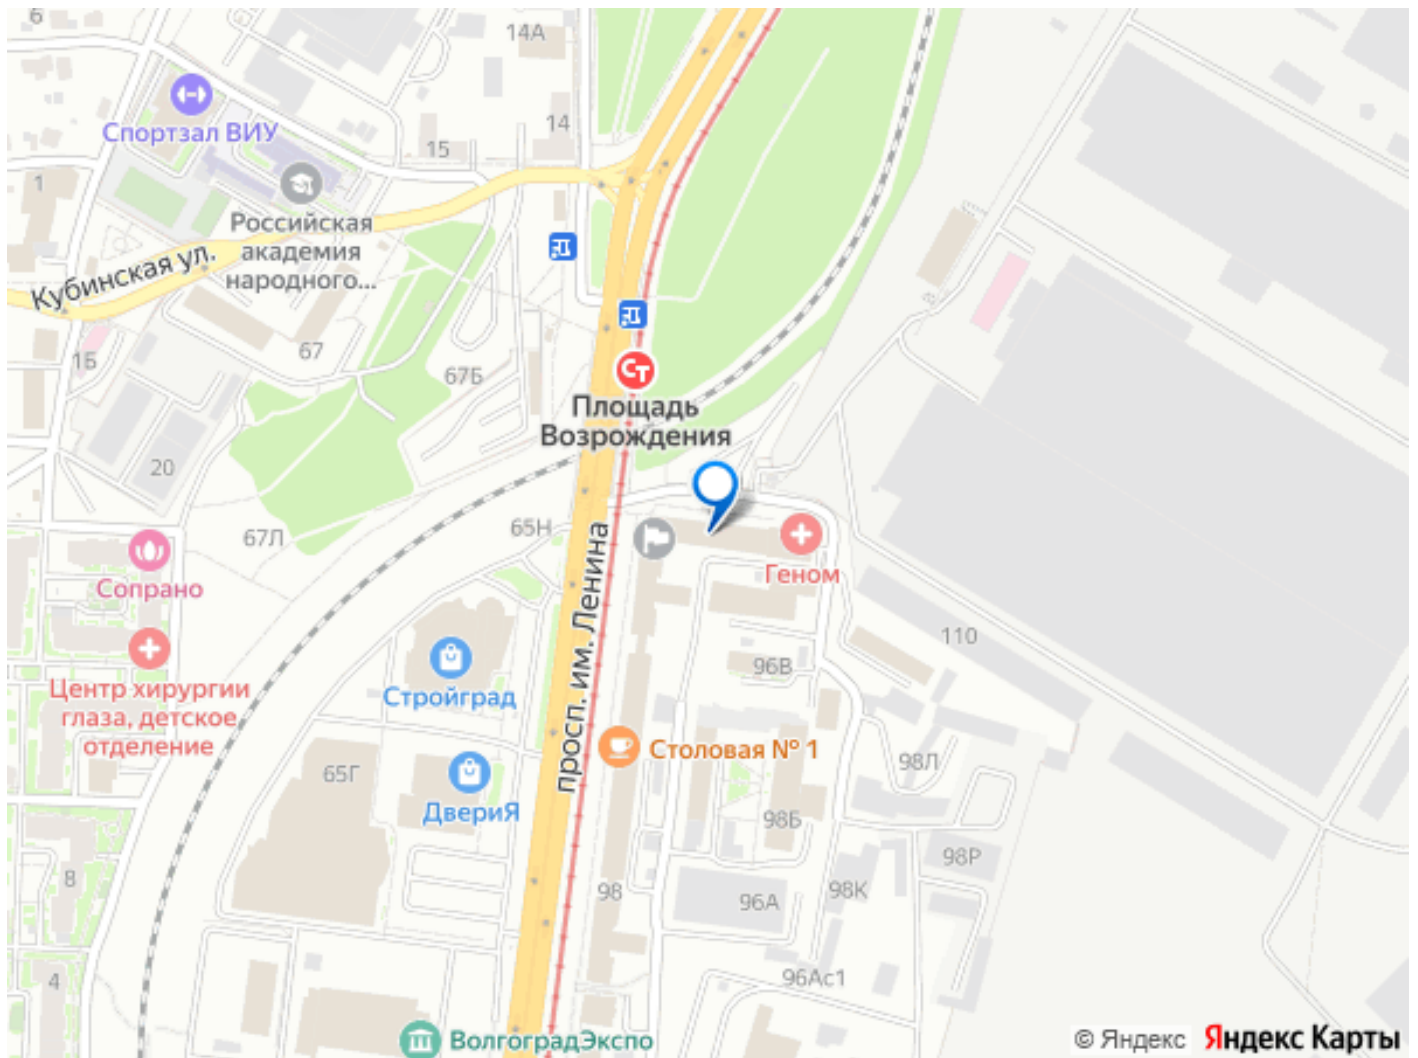 6
14А
Спортзал ВИУ
14
15
1
Российская
академия
народного...
Кубинская ул.
67
1Б
67Б
Ст
Площадь
Возрождения
20
67Л
65Н
Сопрано
Геном
просп. им. Ленина
110
96В
Стройград
Центр хирургии
глаза, детское
отделение
Столовая № 1
65Г
98Л
ДвериЯ
98Б
98Р
8
98
96А
98К
4
96Ас1
ВолгоградЭкспо
© Яндекс Яндекс Карты